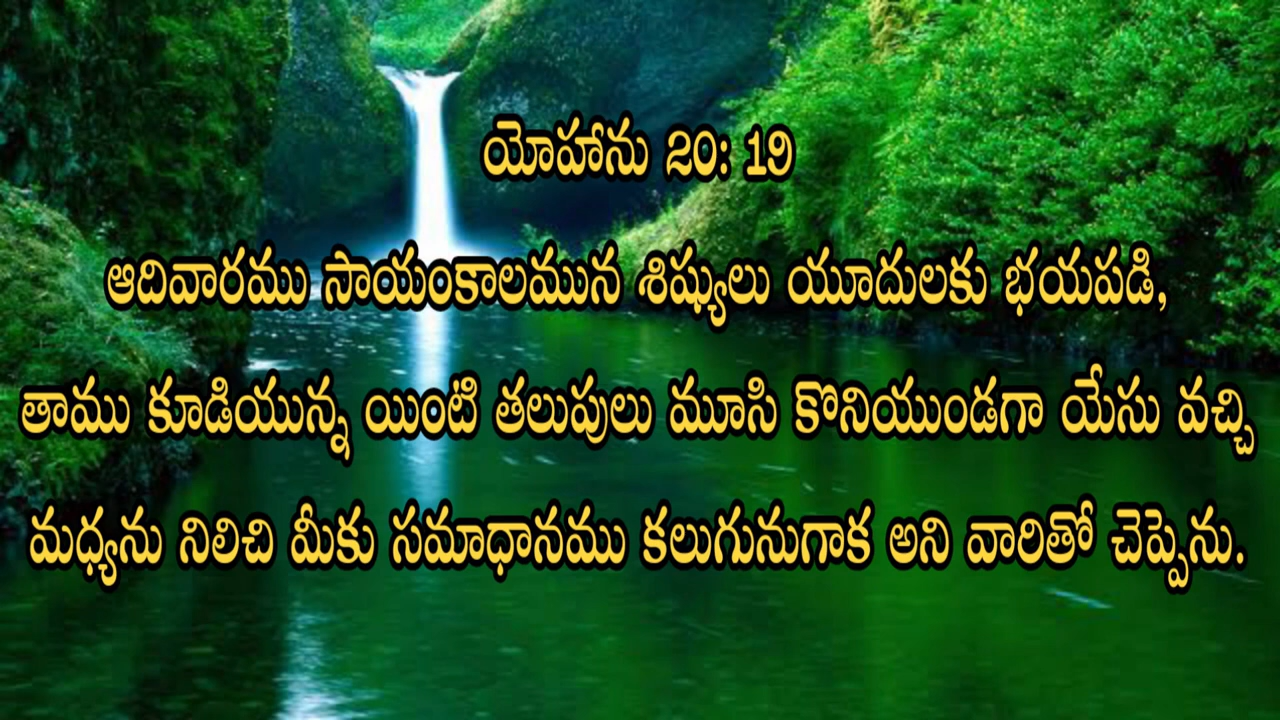 యోహాను 20: 19
ఆదివారము సాయంకాలమున శిష్యులు యూదులకు భయపడి,
తాము కూడియున్న యింటి తలుపులు మూసి కొనియుండగా యేసు వచ్చి
మధ్యను నిలిచి మీకు సమాధానము కలుగునుగాక అని వారితో చెప్పెను.